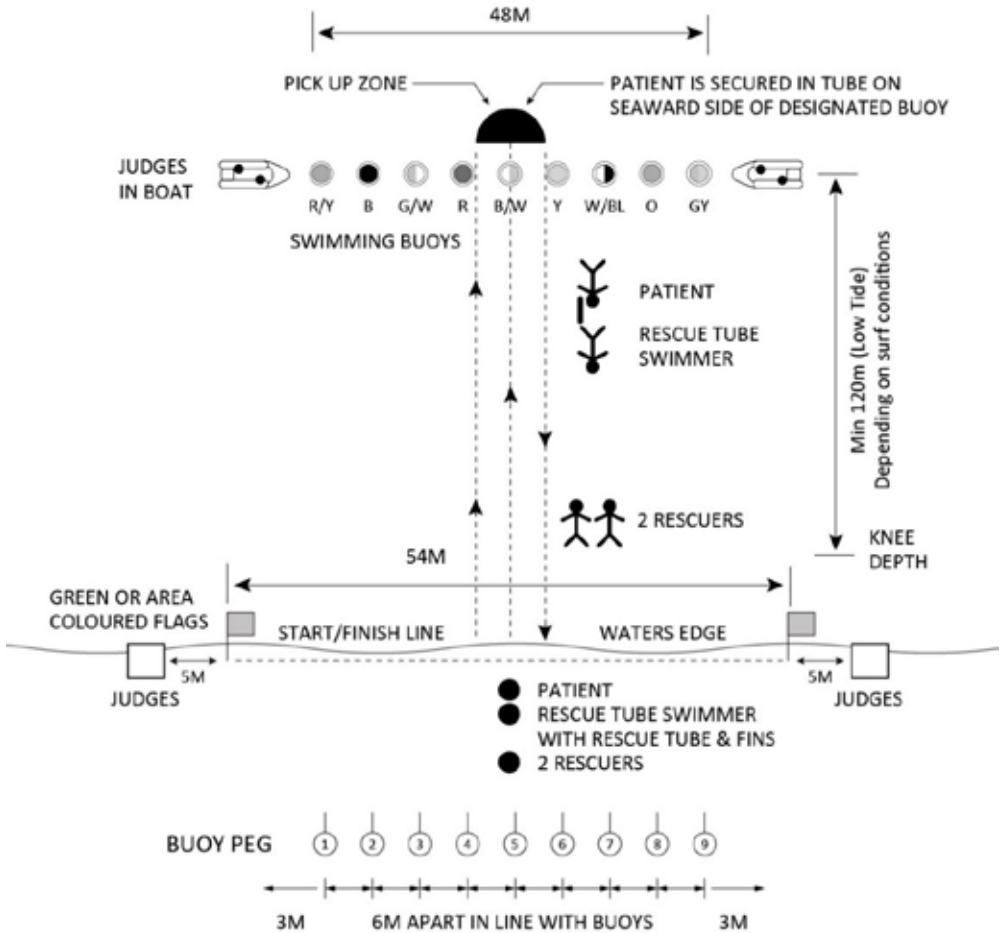 48M
PICK UP ZONE
PATIENT IS SECURED IN TUBE ON
SEAWARD SIDE OF DESIGNATED BUOY
JUDGES
IN BOAT
R/Y B G/W R B/W Y W/BL O GY
SWIMMING BUOYS
PATIENT
RESCUE TUBE
SWIMMER
Min 120m (Low Tide)
Depending on surf conditions
2 RESCUERS
KNEE
DEPTH
54M
GREEN OR AREA
COLOURED FLAGS
START/FINISH LINE
WATERS EDGE
5M
5M
JUDGES
JUDGES
PATIENT
RESCUE TUBE SWIMMER
WITH RESCUE TUBE & FINS
2 RESCUERS
BUOY PEG 1 2 3 4 5 6 7 8 9
3M 6M APART IN LINE WITH BUOYS 3M